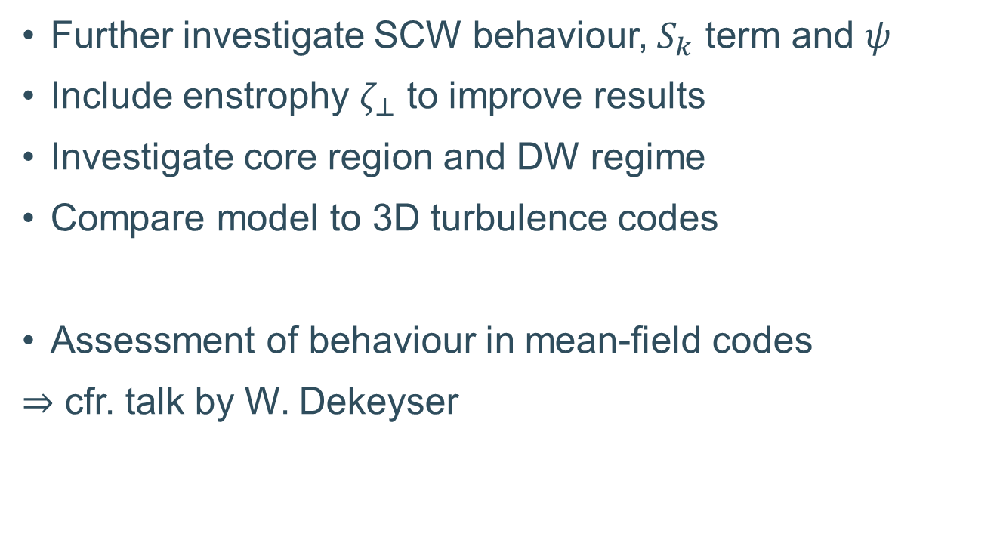 • Further investigate SCW behaviour, $S_k$ term and $\psi$
• Include enstrophy $\zeta_\perp$ to improve results
• Investigate core region and DW regime
• Compare model to 3D turbulence codes
• Assessment of behaviour in mean-field codes
⇒ cfr. talk by W. Dekeyser